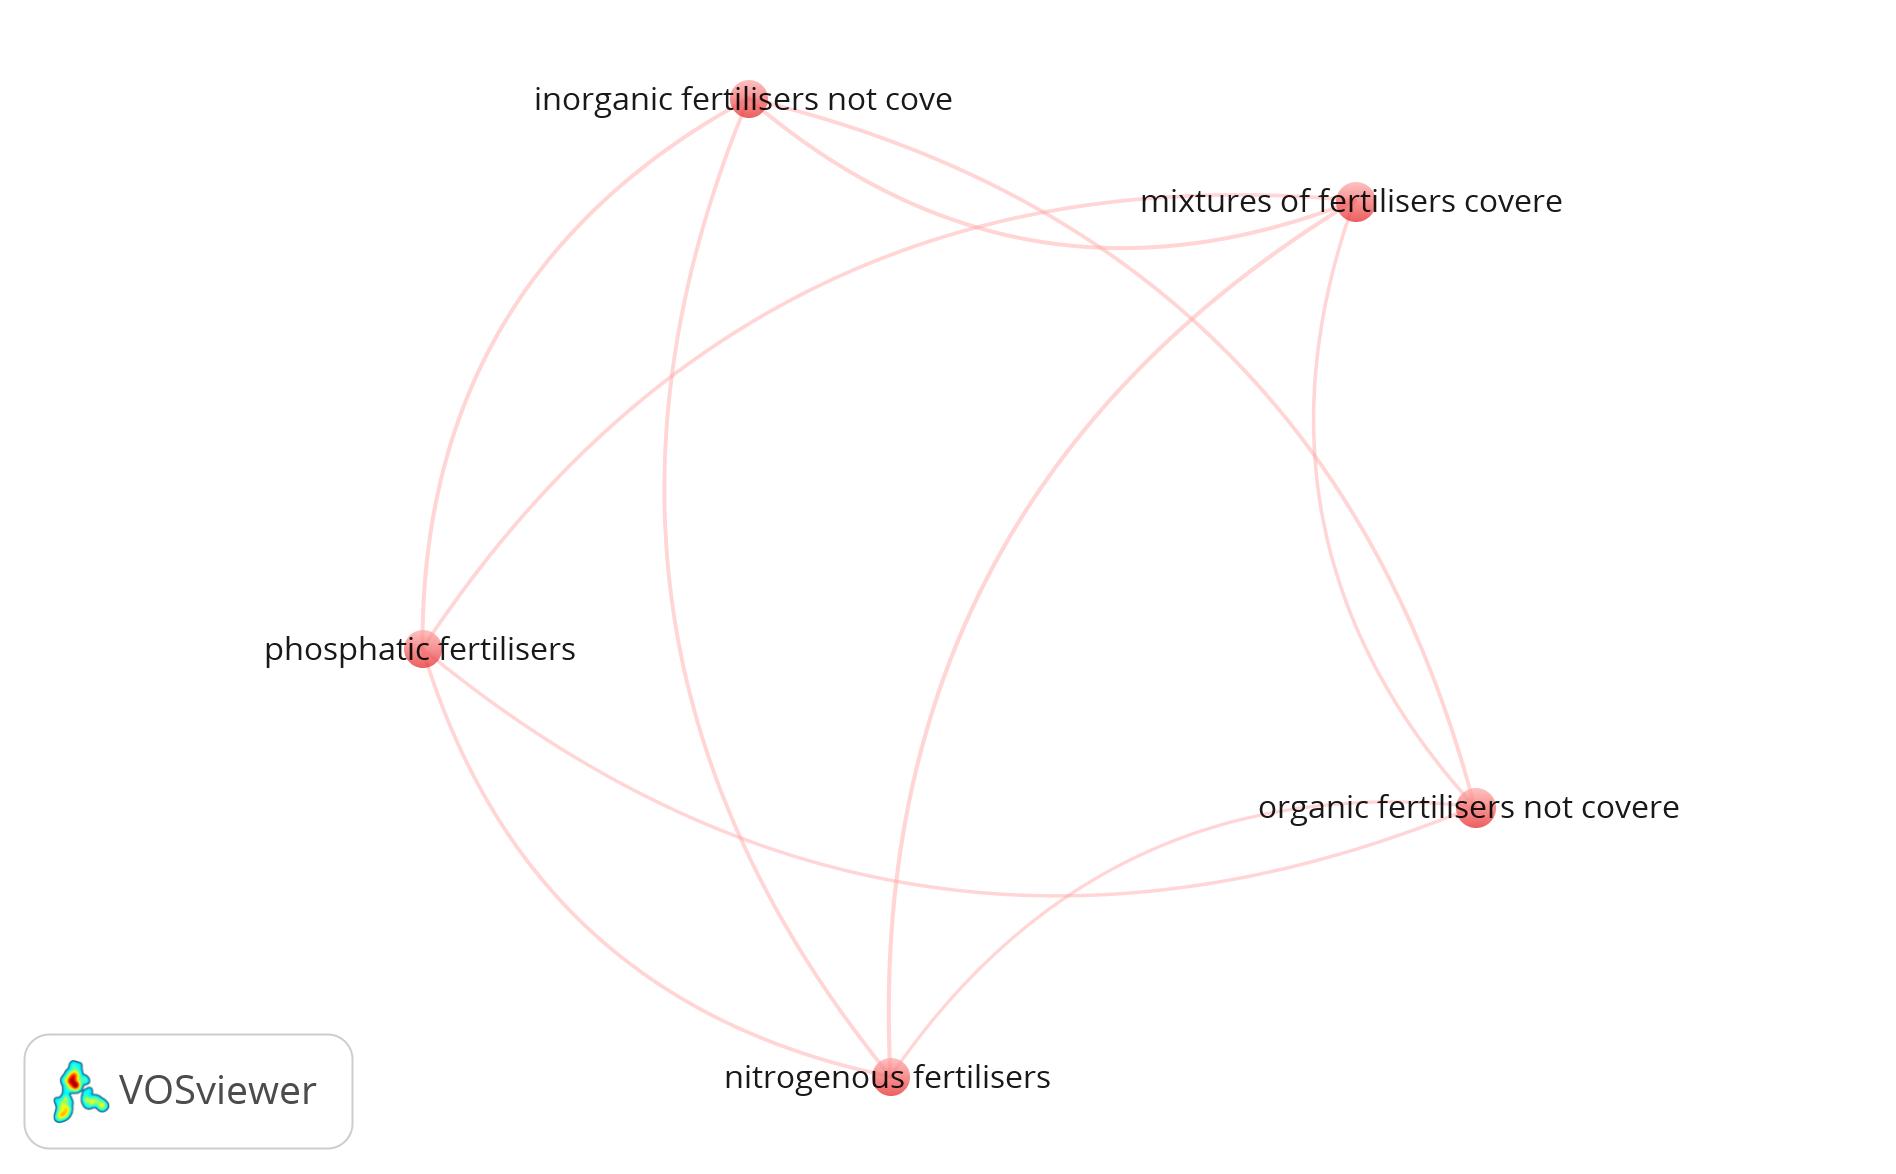 inorganic fertilisers not cove
mixtures of fertilisers covere
phosphatic fertilisers
organic fertilisers not covere
nitrogenous fertilisers
VOSviewer